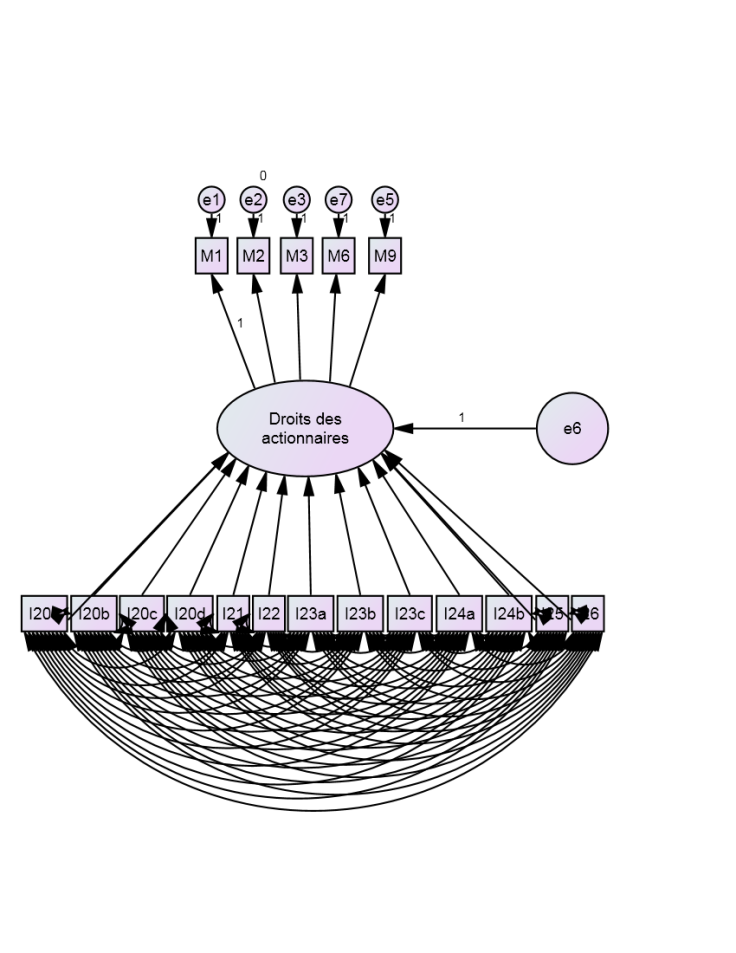 0
e1 e2 e3 e7 e5
1 1 1 1 1
M1 M2 M3 M6 M9
1
Droits des
actionnaires
1
e6
I20b I20c I20d I21 I22 I23a I23b I23c I24a I24b